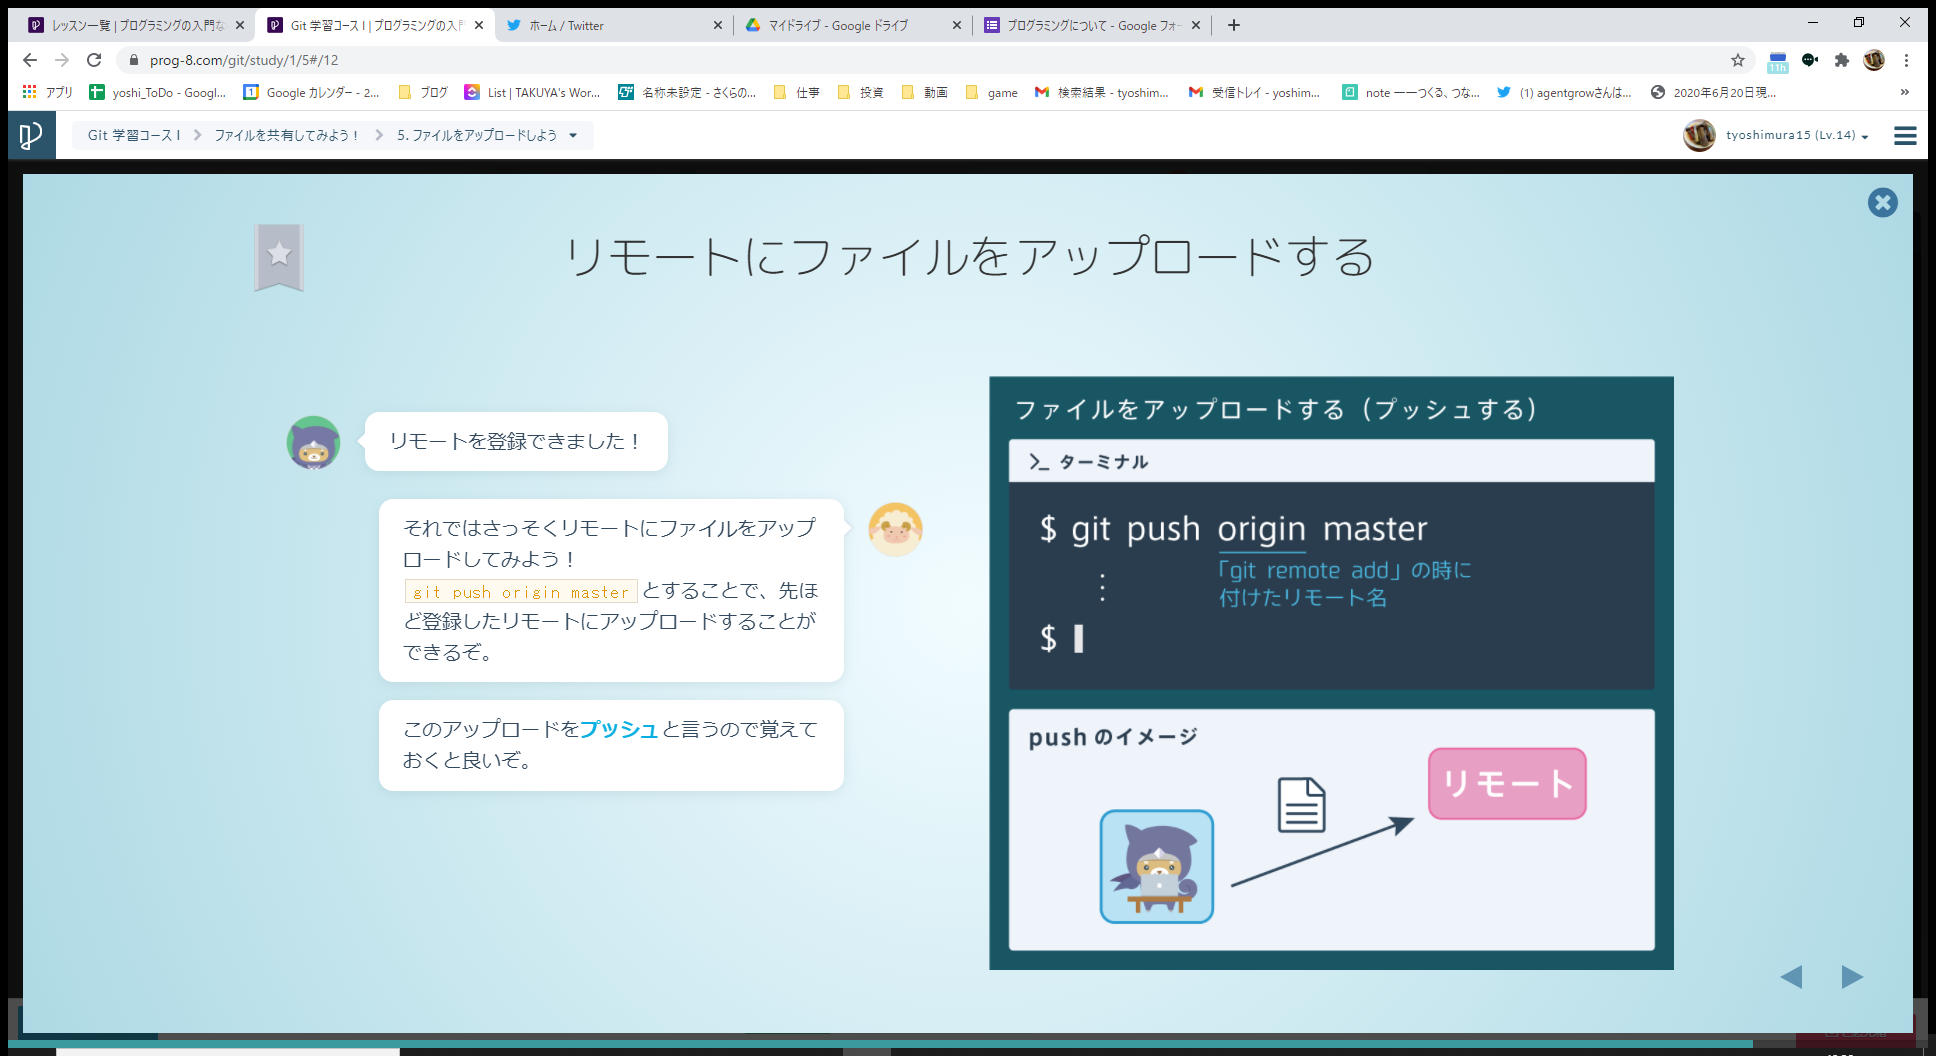 レッスン一覧 | プログラミングの入門な
Git 学習コース I | プログラミングの入門
ホーム / Twitter
マイドライブ - Google ドライブ
プログラミングについて - Google フォー
prog-8.com/git/study/1/5#/12
11h
アプリ
yoshi_ToDo - Googl...
Google カレンダー - 2...
ブログ
List | TAKUYA's Wor...
名称未設定 - さくらの...
仕事
投資
動画
game
検索結果 - tyoshim...
受信トレイ - yoshim...
note ーーつくる、つな...
(1) agentgrowさんは...
2020年6月20日現...
»
Git 学習コース I
ファイルを共有してみよう！
5. ファイルをアップロードしよう
tyoshimura15 (Lv.14)
リモートにファイルをアップロードする
リモートを登録できました！
それではさっそくリモートにファイルをアップ
ロードしてみよう！
git push origin master とすることで、先ほ
ど登録したリモートにアップロードすることが
できるぞ。
このアップロードをプッシュと言うので覚えて
おくと良いぞ。
ファイルをアップロードする（プッシュする）
>_ ターミナル
$ git push origin master
「git remote add」の時に
付けたリモート名
⋮
$
push のイメージ
リモート